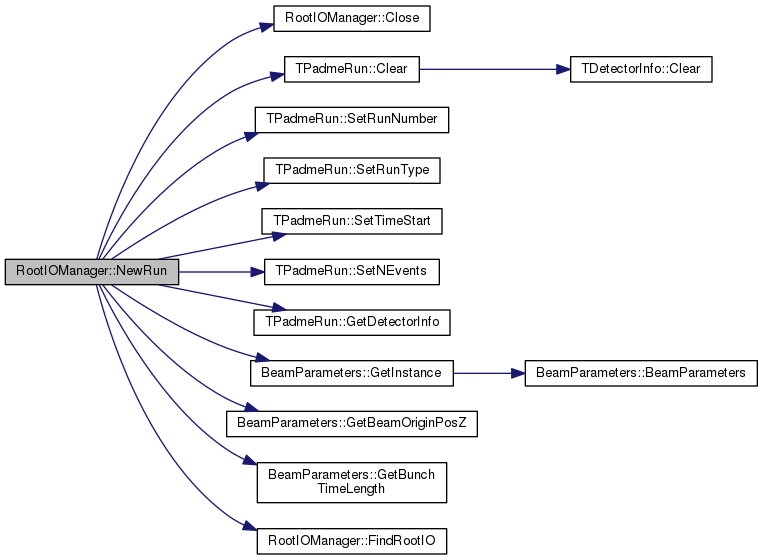 RootIOManager::Close
TPadmeRun::Clear
TDetectorInfo::Clear
TPadmeRun::SetRunNumber
TPadmeRun::SetRunType
TPadmeRun::SetTimeStart
RootIOManager::NewRun
TPadmeRun::SetNEvents
TPadmeRun::GetDetectorInfo
BeamParameters::GetInstance
BeamParameters::BeamParameters
BeamParameters::GetBeamOriginPosZ
BeamParameters::GetBunch
TimeLength
RootIOManager::FindRootIO